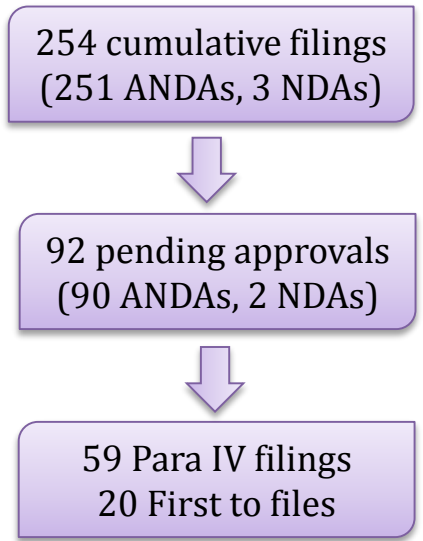 254 cumulative filings
(251 ANDAs, 3 NDAs)
92 pending approvals
(90 ANDAs, 2 NDAs)
59 Para IV filings
20 First to files